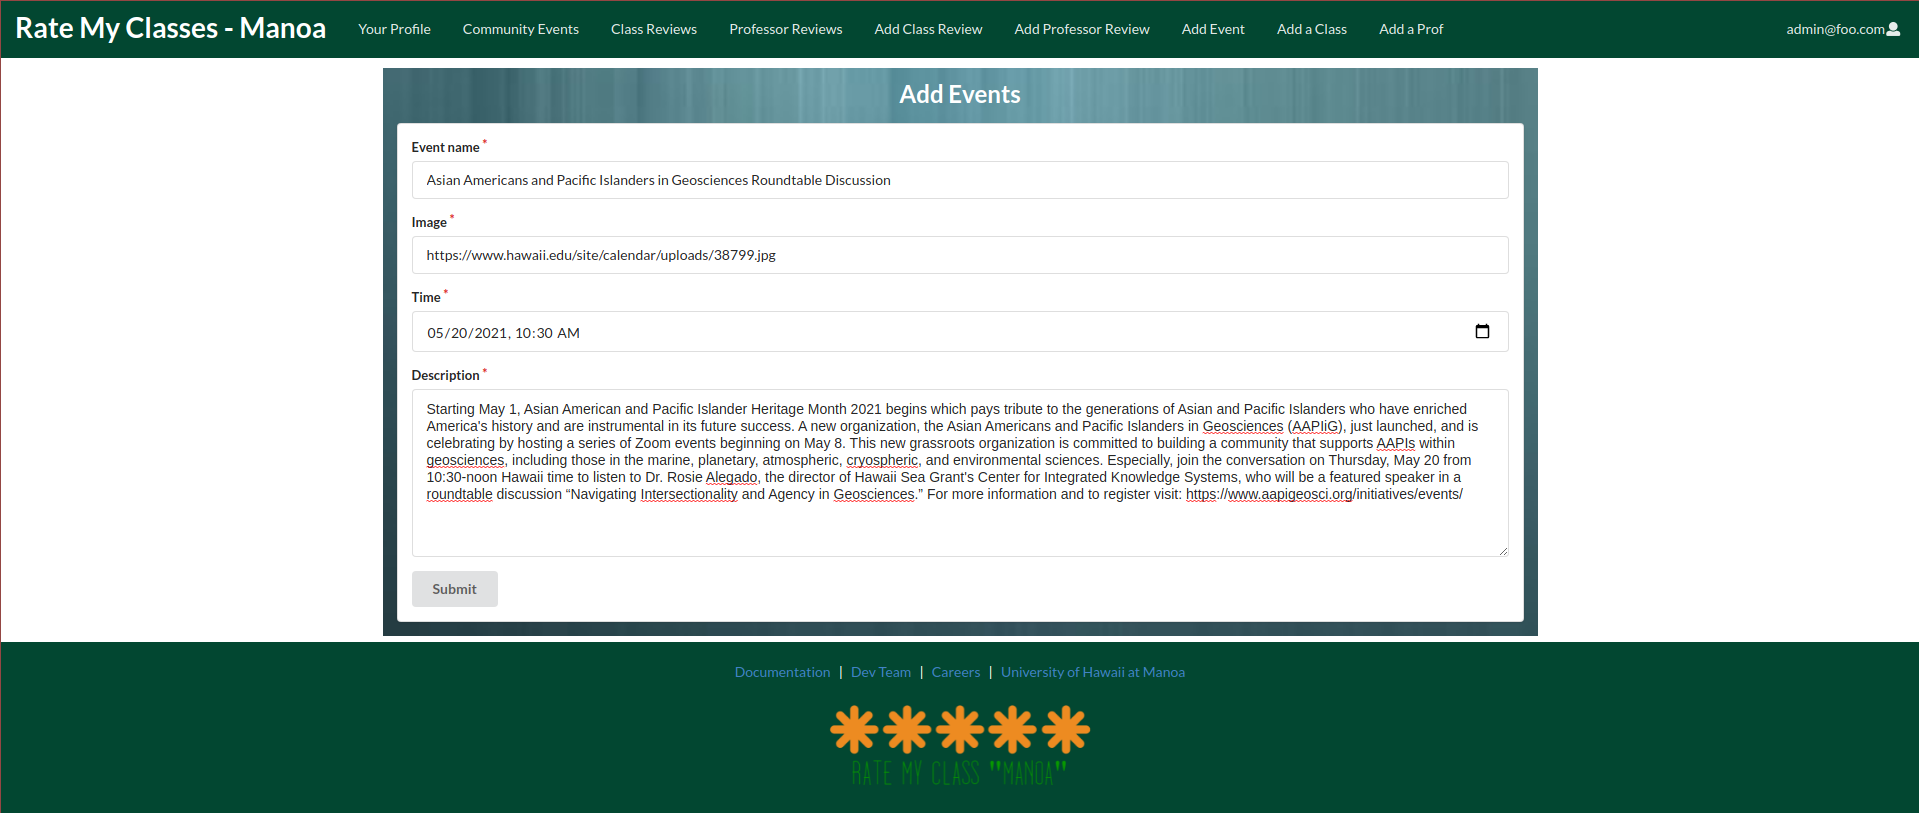 Rate My Classes - Manoa Your Profile Community Events Class Reviews Professor Reviews Add Class Review Add Professor Review Add Event Add a Class Add a Prof admin@foo.com
Add Events
Event name *
Asian Americans and Pacific Islanders in Geosciences Roundtable Discussion
Image *
https://www.hawaii.edu/site/calendar/uploads/38799.jpg
Time *
05/20/2021, 10:30 AM
Description *
Starting May 1, Asian American and Pacific Islander Heritage Month 2021 begins which pays tribute to the generations of Asian and Pacific Islanders who have enriched
America's history and are instrumental in its future success. A new organization, the Asian Americans and Pacific Islanders in Geosciences (AAPIiG), just launched, and is
celebrating by hosting a series of Zoom events beginning on May 8. This new grassroots organization is committed to building a community that supports AAPIs within
geosciences, including those in the marine, planetary, atmospheric, cryospheric, and environmental sciences. Especially, join the conversation on Thursday, May 20 from
10:30-noon Hawaii time to listen to Dr. Rosie Alegado, the director of Hawaii Sea Grant's Center for Integrated Knowledge Systems, who will be a featured speaker in a
roundtable discussion “Navigating Intersectionality and Agency in Geosciences.” For more information and to register visit: https://www.aapigeosci.org/initiatives/events/
Submit
Documentation | Dev Team | Careers | University of Hawaii at Manoa
RATE MY CLASS "MANOA"